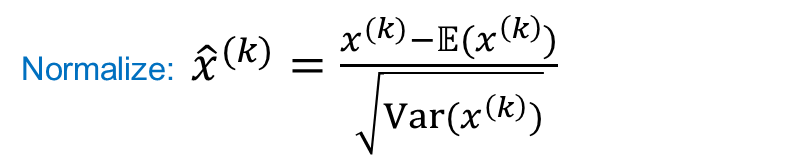 Normalize: x̂^(k) = (x^(k) − 𝔼(x^(k))) / √Var(x^(k))